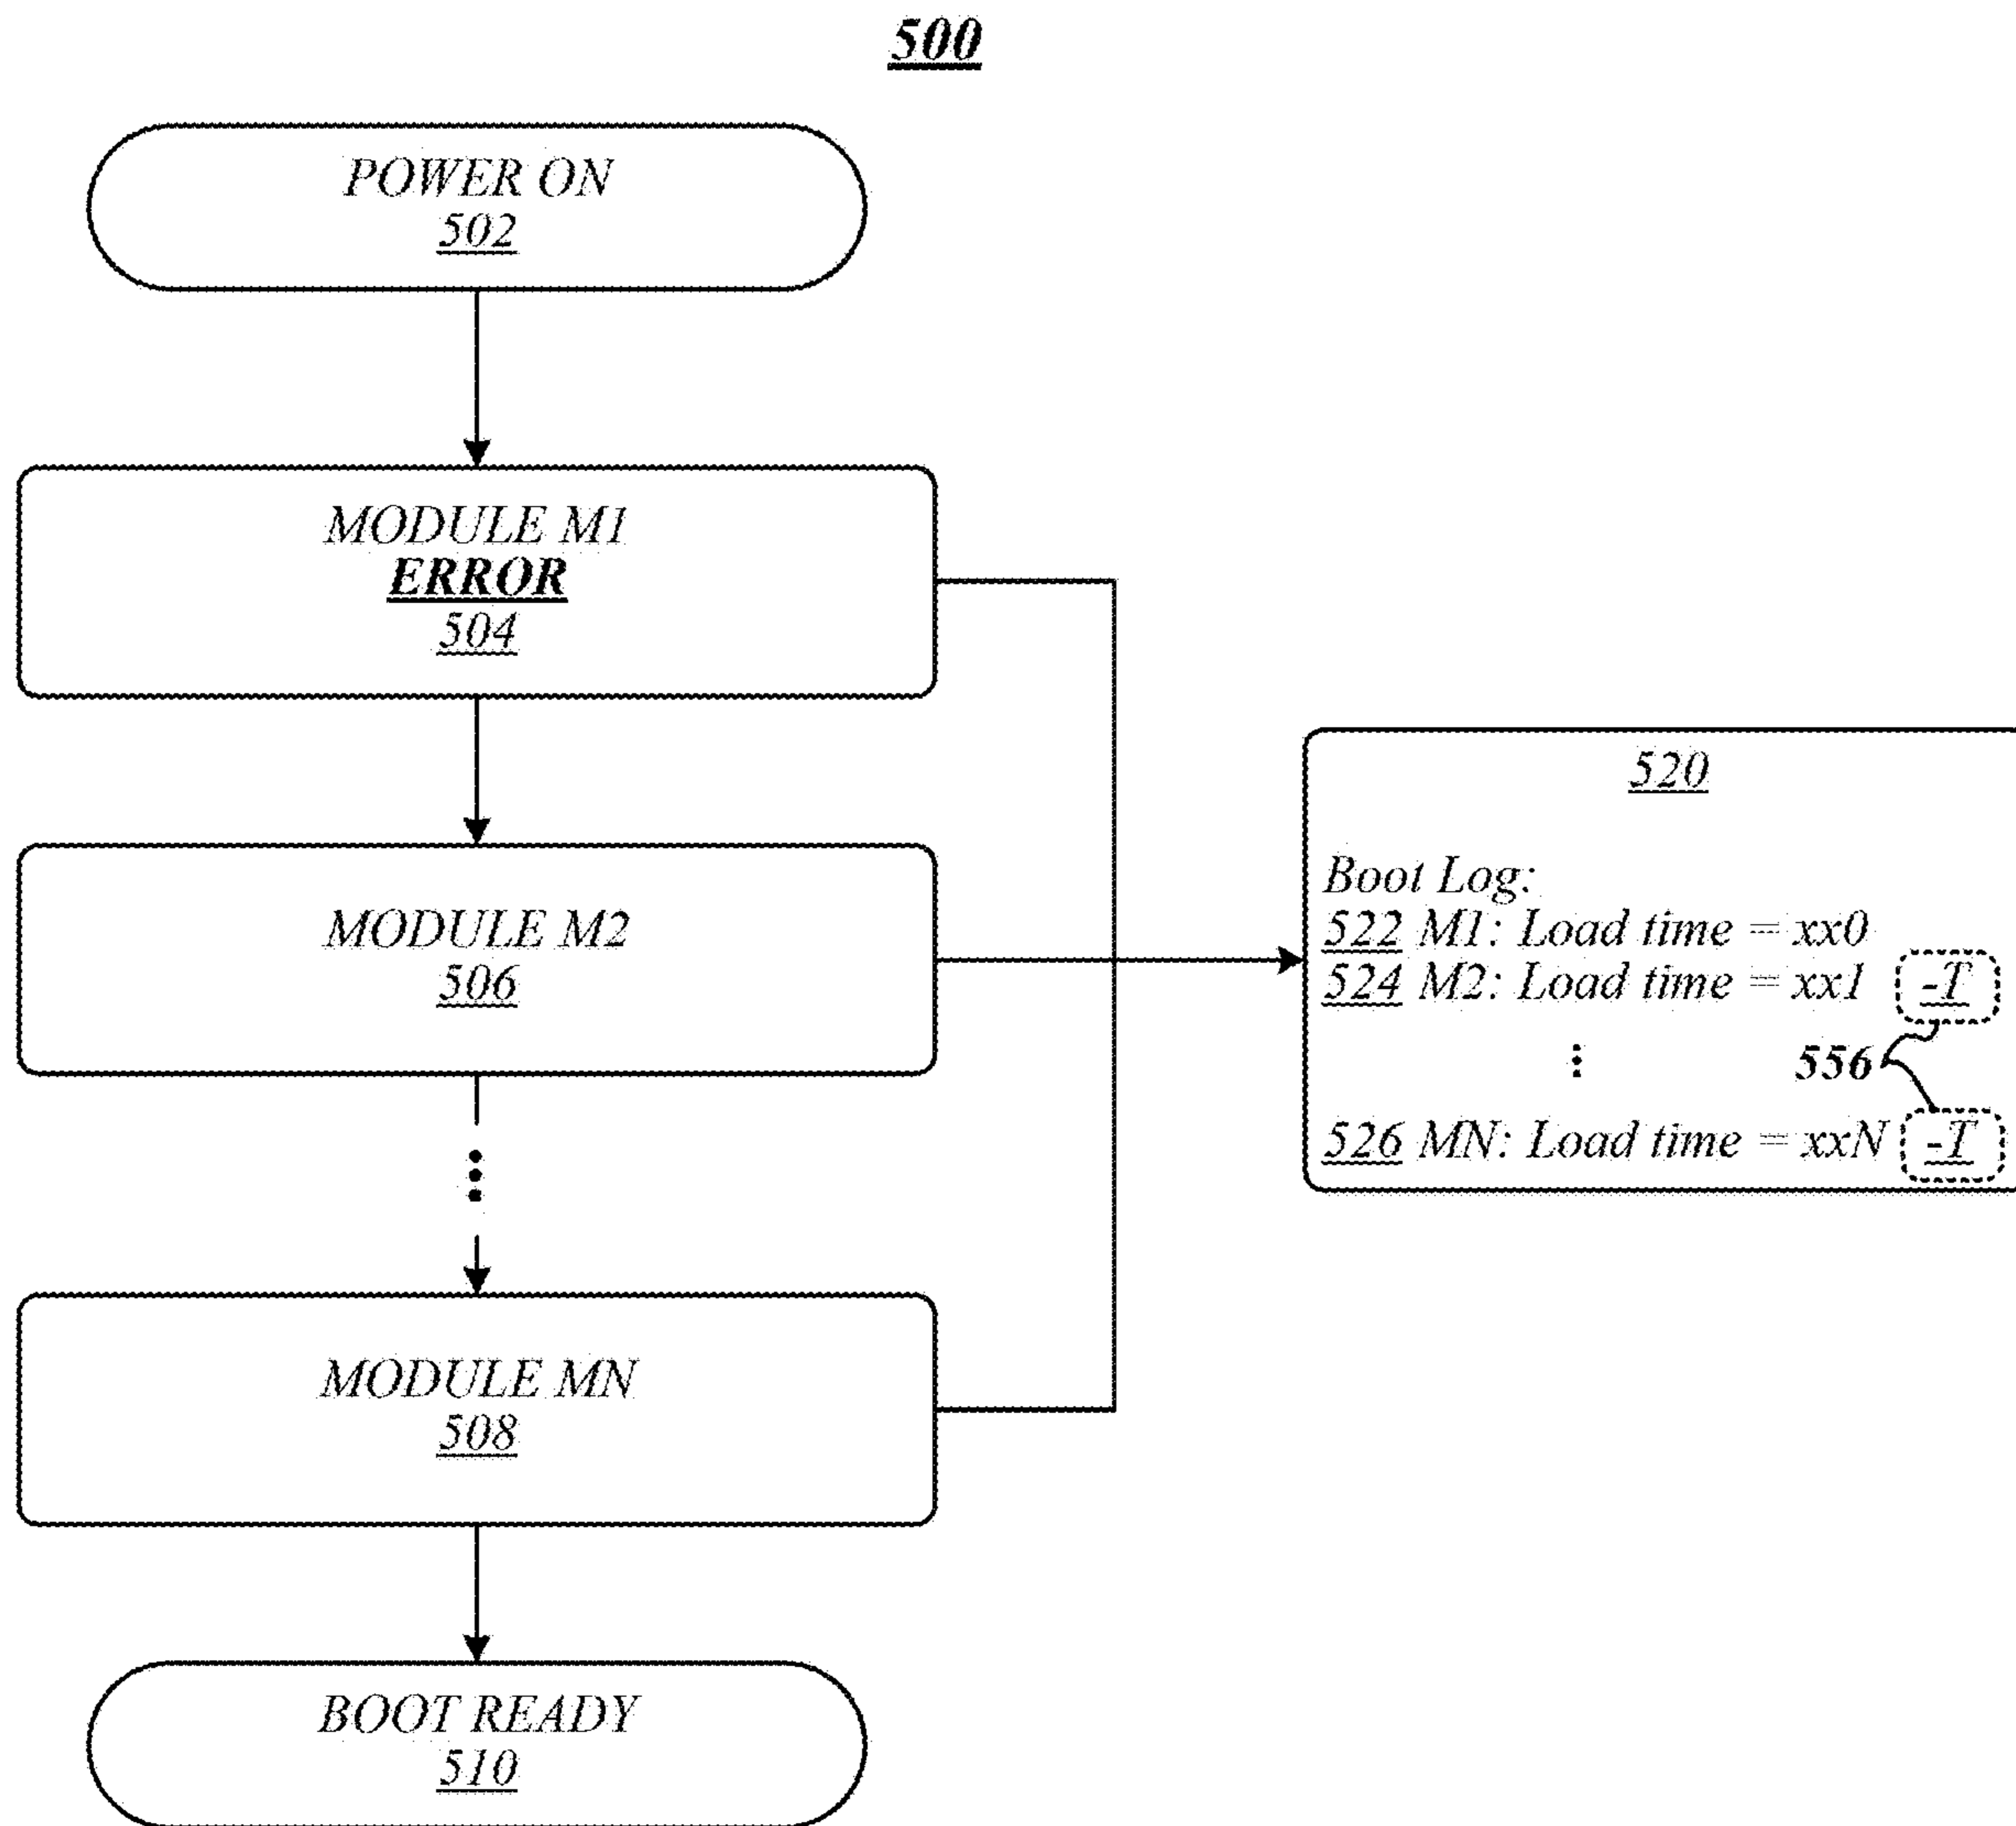 500
POWER ON
502
MODULE M1
ERROR
504
MODULE M2
506
MODULE MN
508
BOOT READY
510
520
Boot Log:
522 M1: Load time = xx0
524 M2: Load time = xx1 -T
556
526 MN: Load time = xxN -T